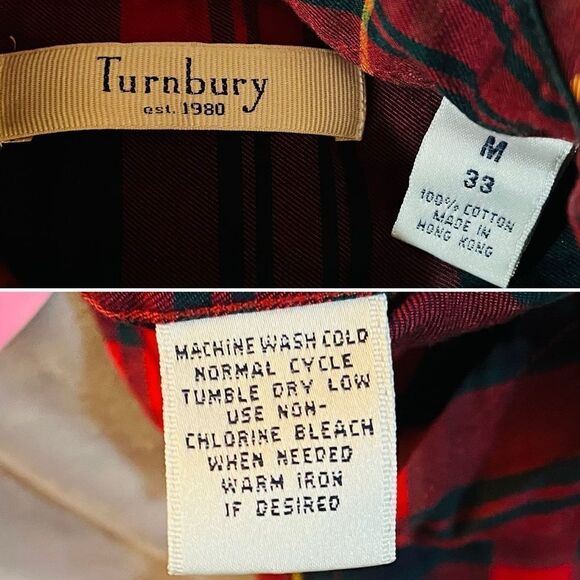 Turnbury
est. 1980
M
33
100% COTTON
MADE IN
HONG KONG
MACHINE WASH COLD
NORMAL CYCLE
TUMBLE DRY LOW
USE NON-
CHLORINE BLEACH
WHEN NEEDED
WARM IRON
IF DESIRED